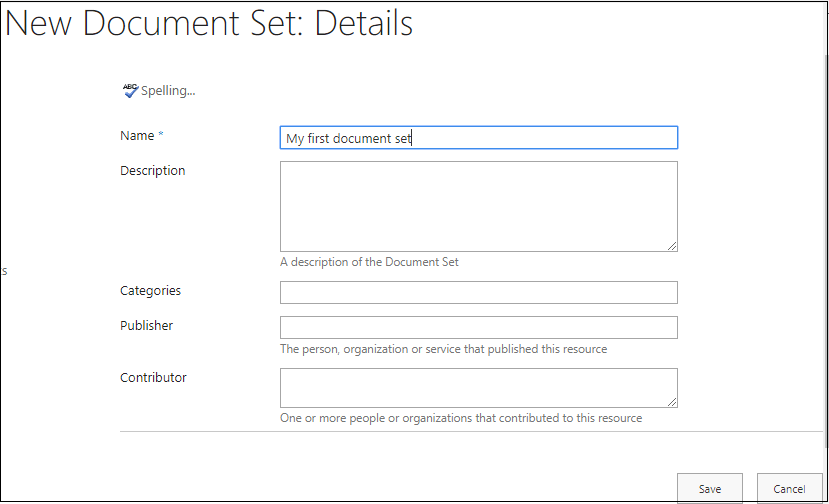 New Document Set: Details
ABC Spelling...
Name * My first document set
Description
A description of the Document Set
s
Categories
Publisher
The person, organization or service that published this resource
Contributor
One or more people or organizations that contributed to this resource
Save Cancel